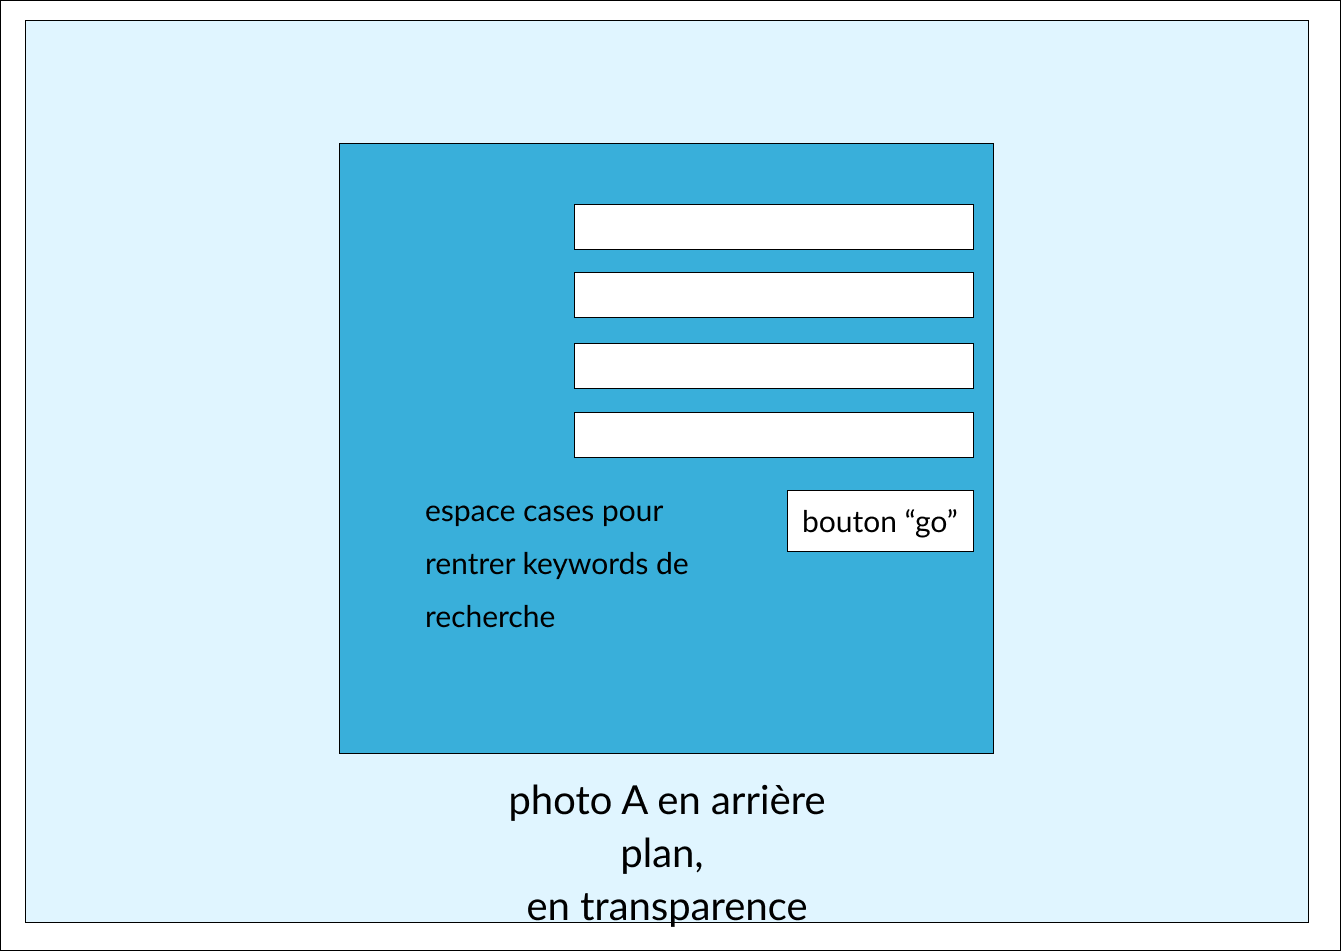 espace cases pour
bouton “go”
rentrer keywords de
recherche
photo A en arrière
plan,
en transparence